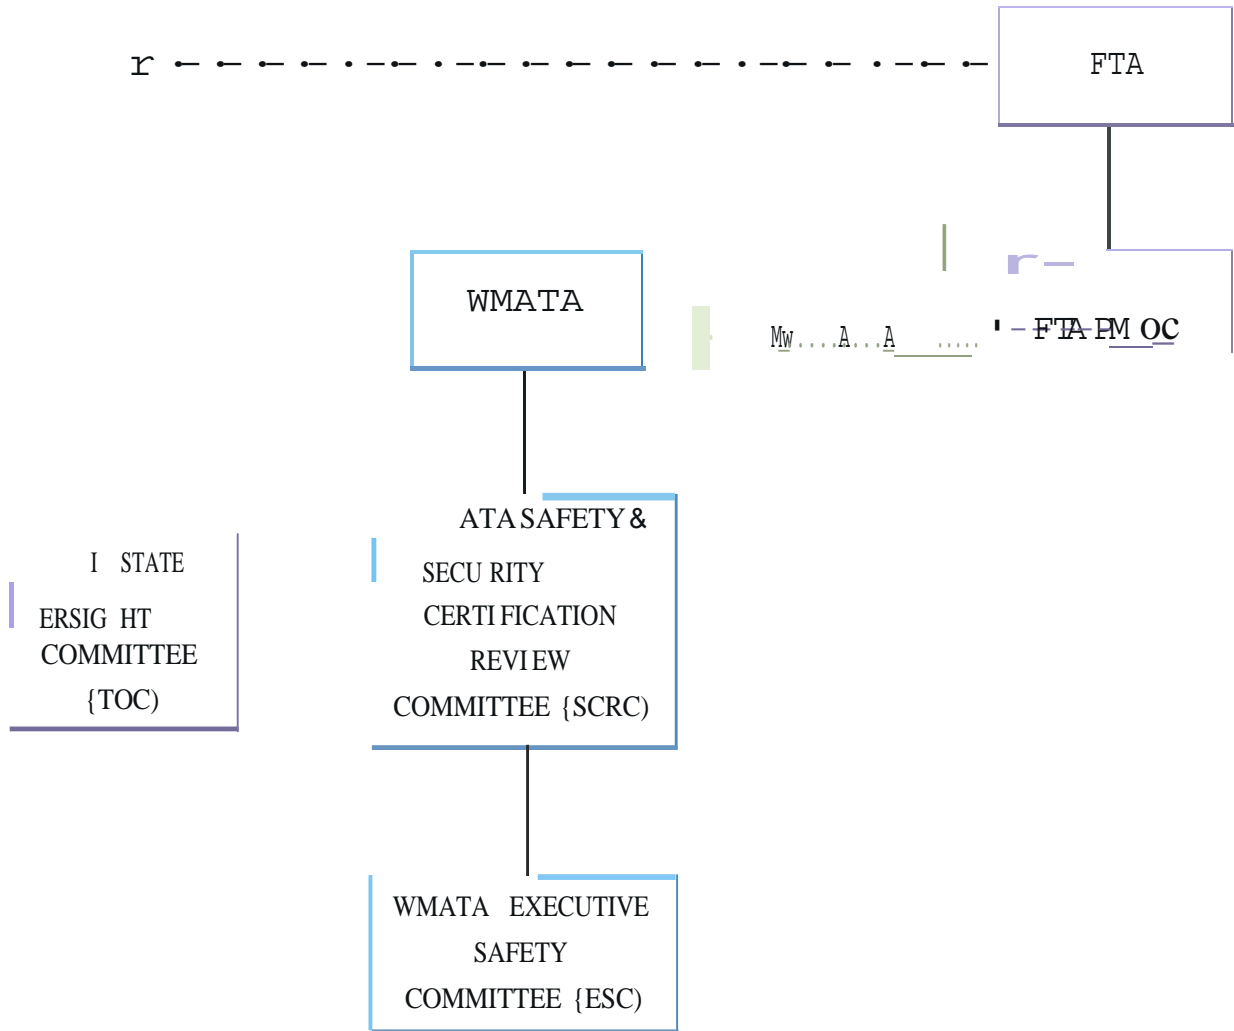 FTA
WMATA
Mw....A...A .....
FTA PM OC
I STATE
ERSIG HT
COMMITTEE
{TOC)
ATA SAFETY &
SECU RITY
CERTI FICATION
REVI EW
COMMITTEE {SCRC)
WMATA EXECUTIVE
SAFETY
COMMITTEE {ESC)